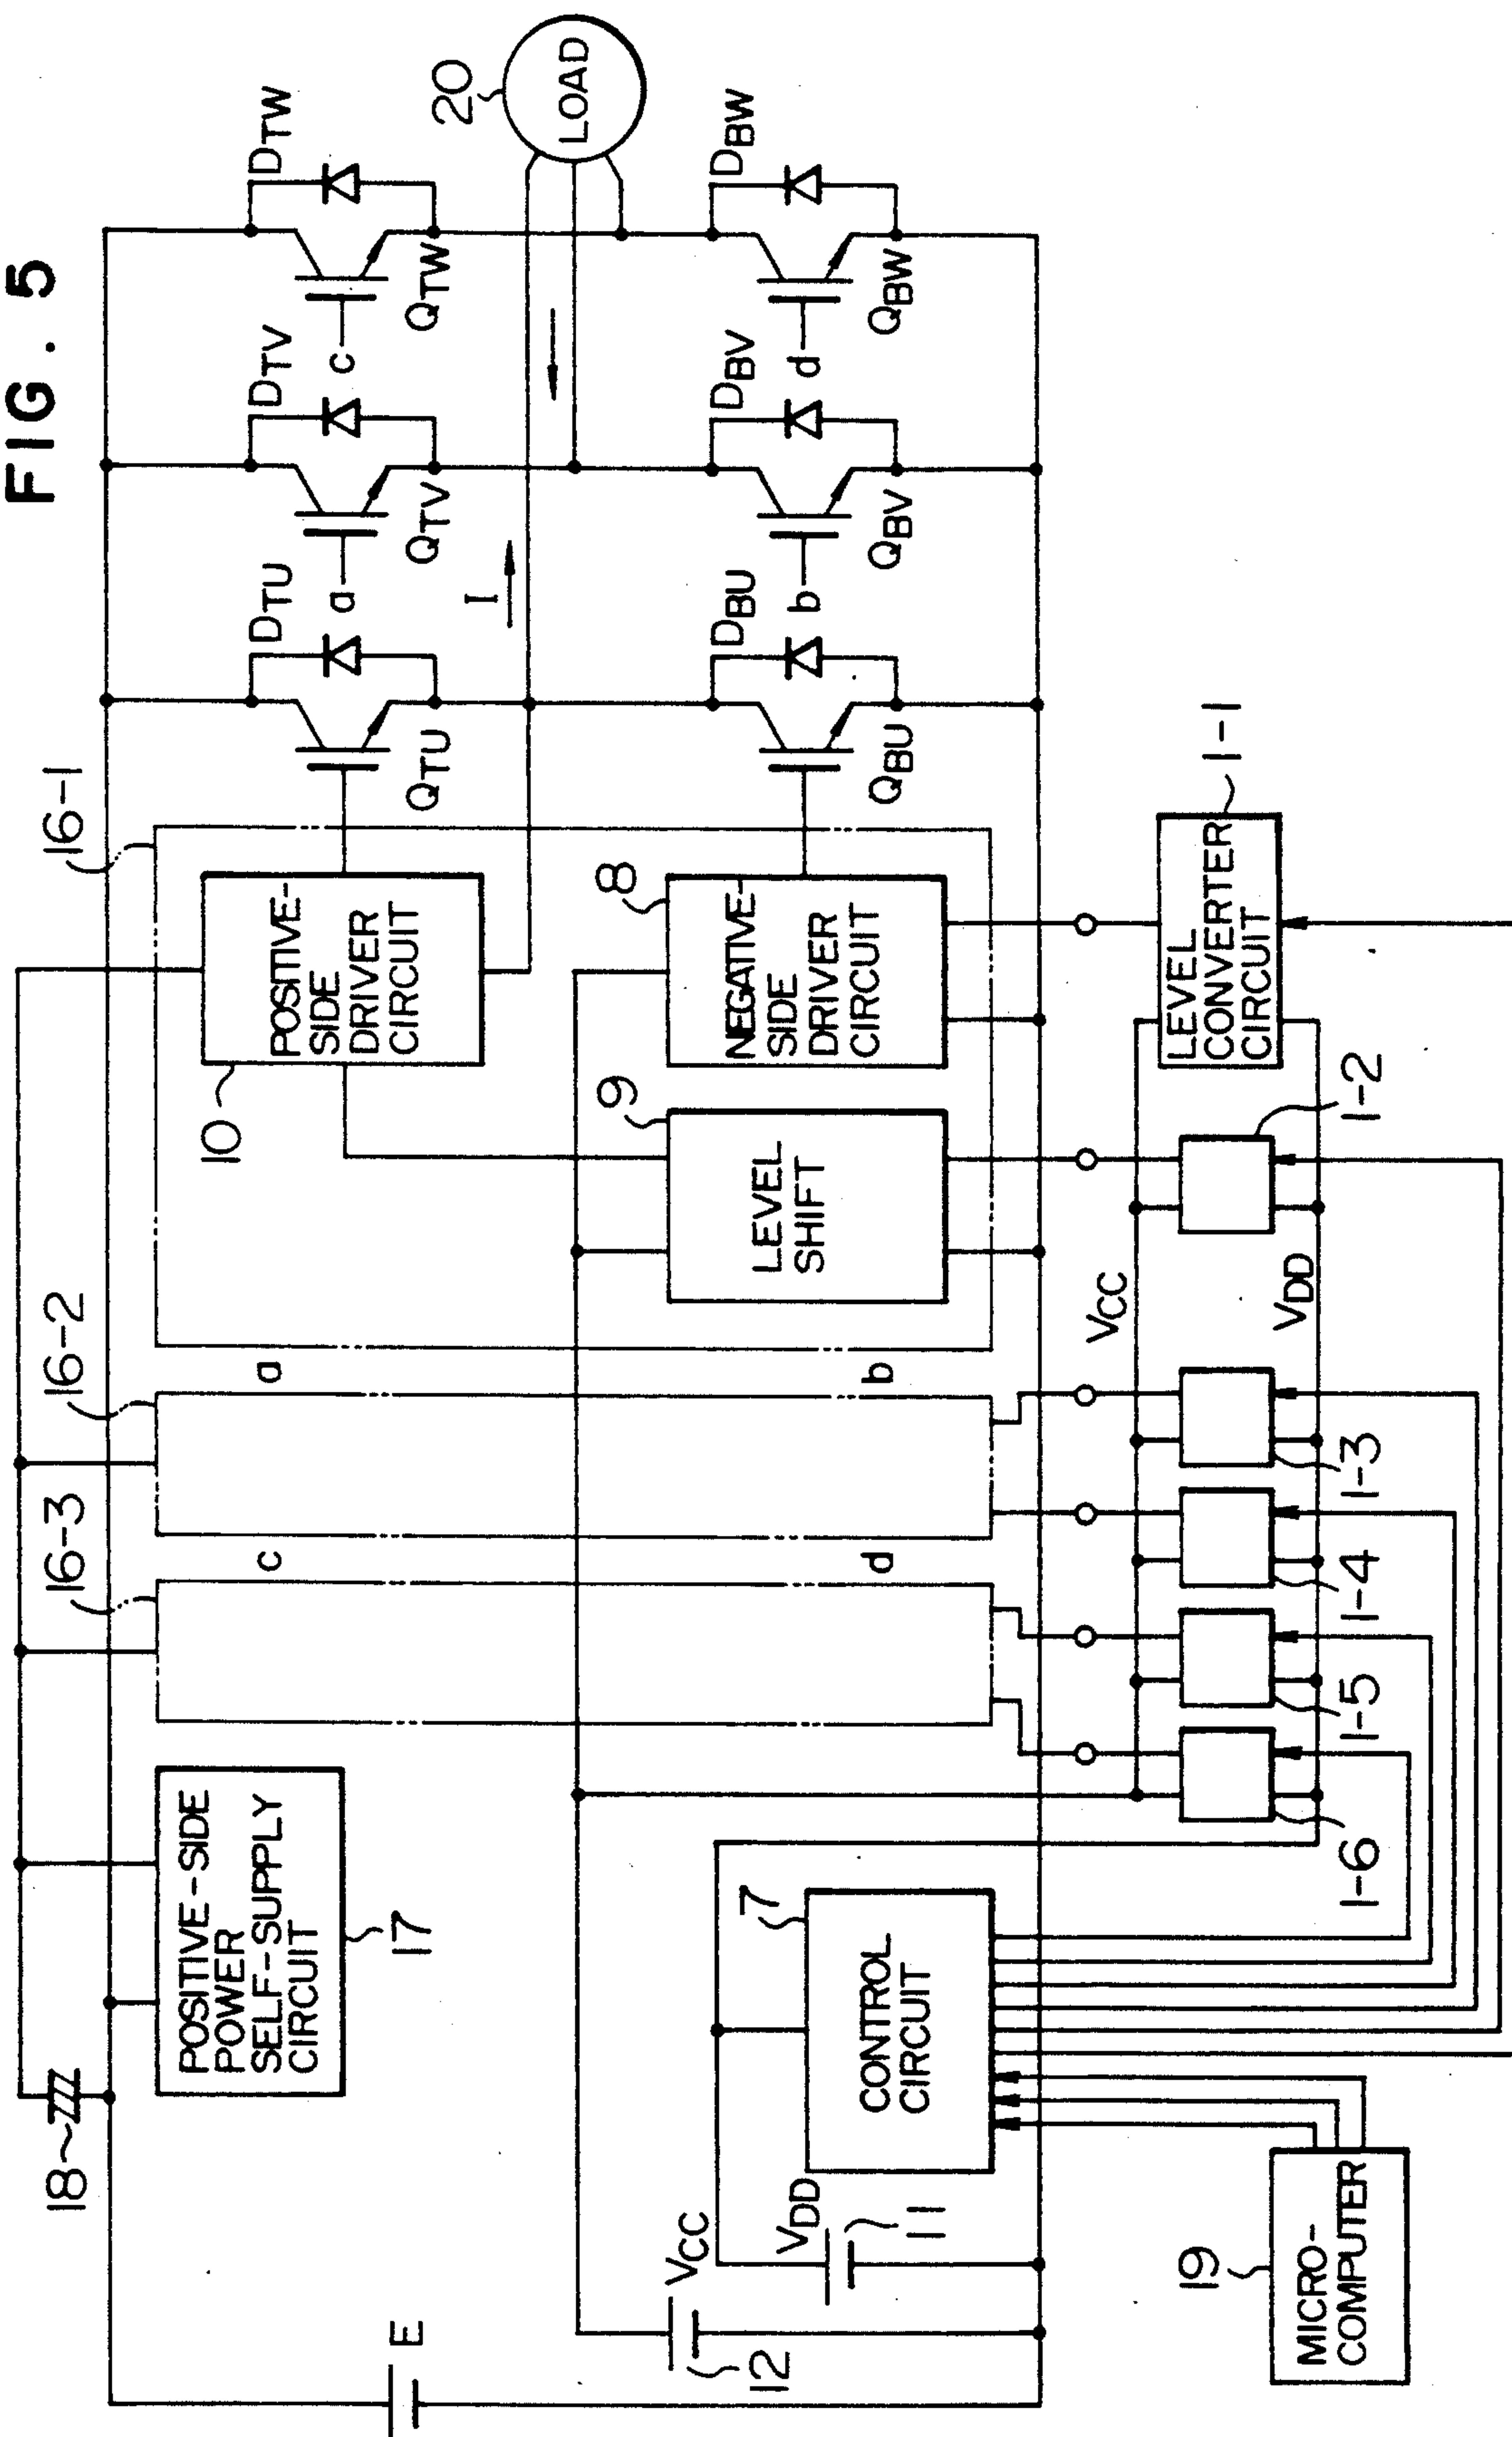 FIG. 5
18
16-3
16-2
16-1
DTU
DTV
DTW
20
LOAD
POSITIVE-SIDE
POWER
SELF-SUPPLY
CIRCUIT
17
c
a
10
POSITIVE-
SIDE
DRIVER
CIRCUIT
a
c
QTU
QTV
QTW
I
E
VCC
12
VDD
11
7
CONTROL
CIRCUIT
d
b
9
LEVEL
SHIFT
8
NEGATIVE-
SIDE
DRIVER
CIRCUIT
DBU
DBV
DBW
b
d
QBU
QBV
QBW
VCC
VDD
19
MICRO-
COMPUTER
1-6
1-5
1-4
1-3
1-2
LEVEL
CONVERTER
CIRCUIT
1-1